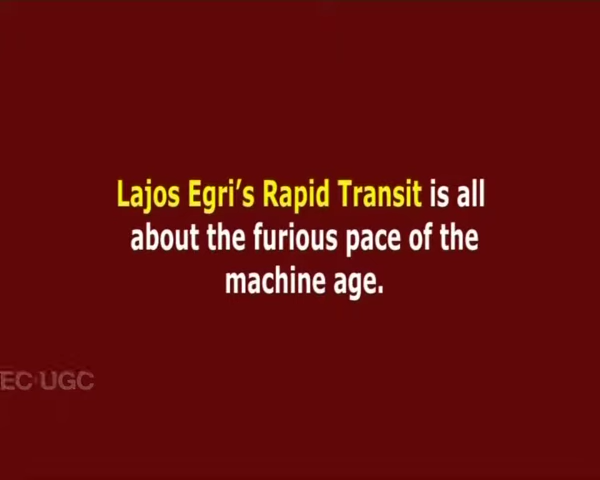 Lajos Egri's Rapid Transit is all
about the furious pace of the
machine age.
EC UGC